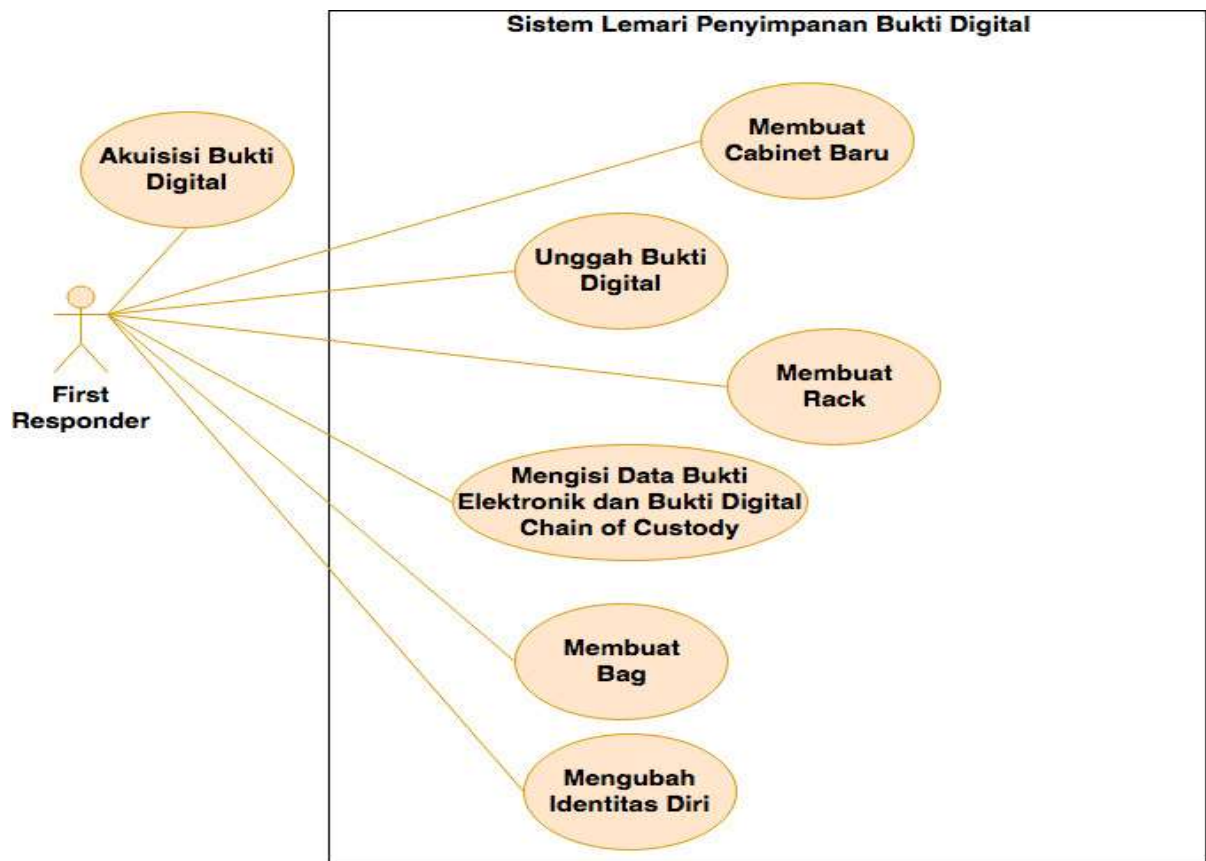 Sistem Lemari Penyimpanan Bukti Digital
Akuisisi Bukti
Digital
Membuat
Cabinet Baru
Unggah Bukti
Digital
First
Responder
Membuat
Rack
Mengisi Data Bukti
Elektronik dan Bukti Digital
Chain of Custody
Membuat
Bag
Mengubah
Identitas Diri